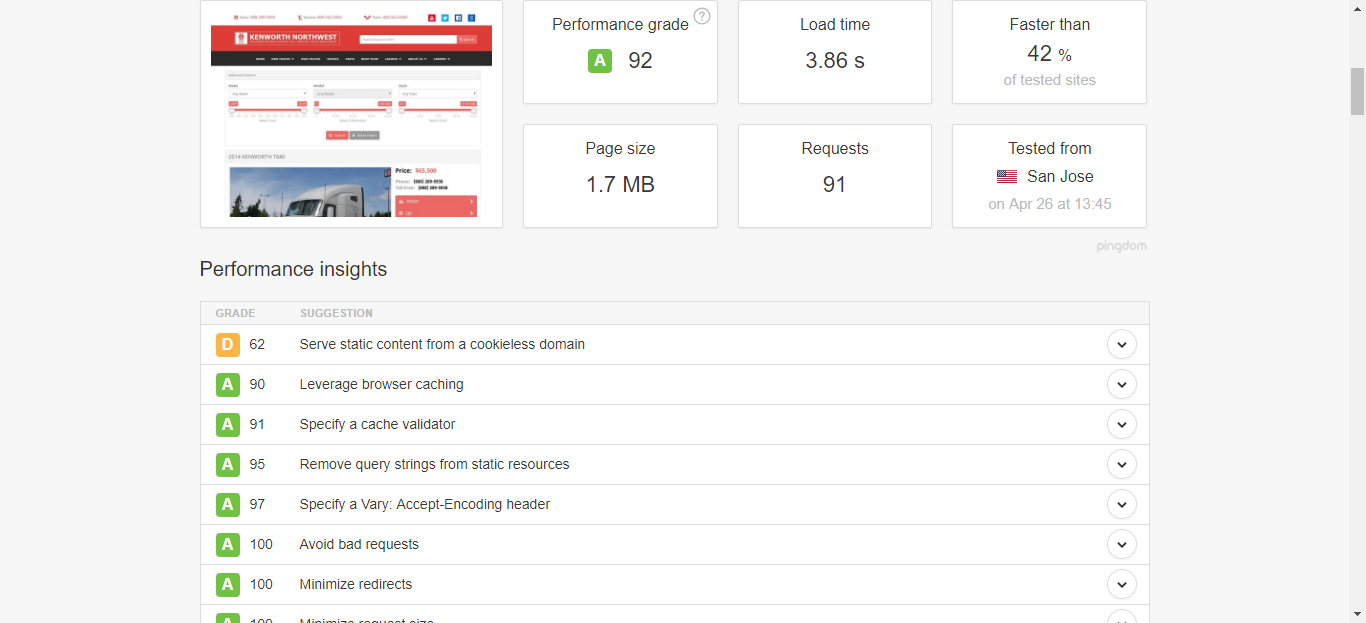 KENWORTH NORTHWEST
2014 KENWORTH T680
Price: $65,500
Performance grade ?
A 92
Load time
3.86 s
Faster than
42 %
of tested sites
Page size
1.7 MB
Requests
91
Tested from
San Jose
on Apr 26 at 13:45
pingdom
Performance insights
GRADE SUGGESTION
D 62 Serve static content from a cookieless domain
A 90 Leverage browser caching
A 91 Specify a cache validator
A 95 Remove query strings from static resources
A 97 Specify a Vary: Accept-Encoding header
A 100 Avoid bad requests
A 100 Minimize redirects
A 100 Minimize request size